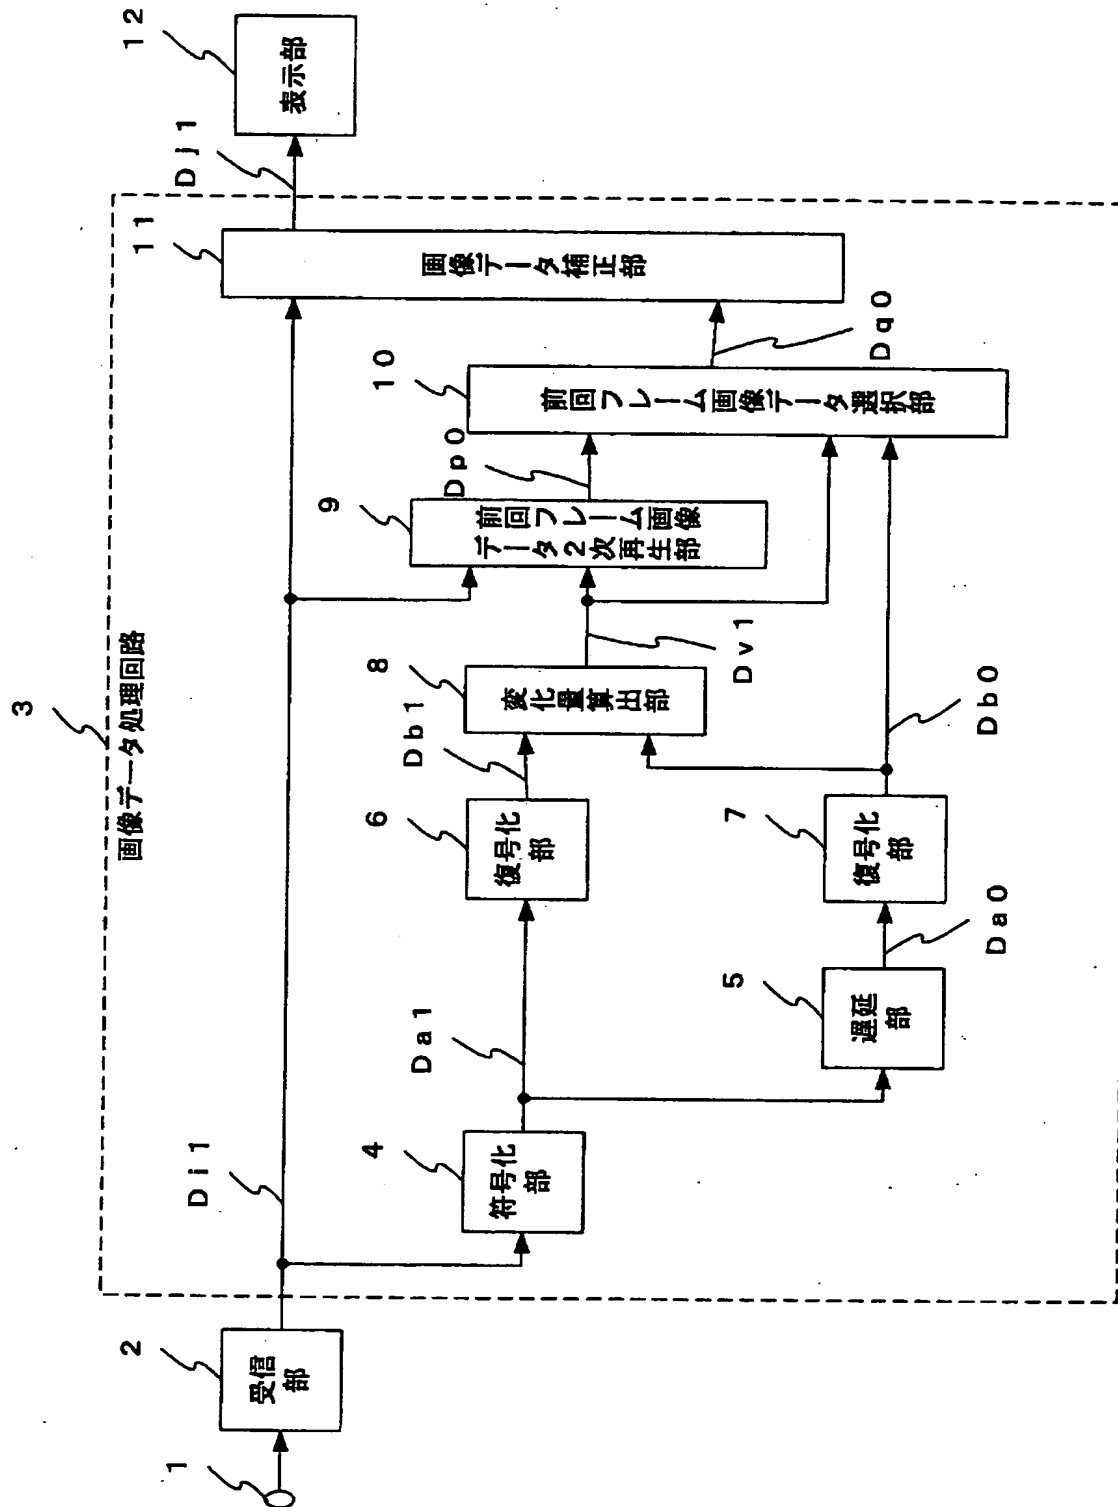 3
画像データ処理回路
1
2
受信
部
Di1
4
符号化
部
Da1
5
遅延
部
Da0
6
復号化
部
Db1
7
復号化
部
Db0
8
変化量算出部
Dv1
9
前回フレーム画像
データ2次再生部
Dp0
10
前回フレーム画像データ選択部
Dq0
11
画像データ補正部
Dj1
12
表示部